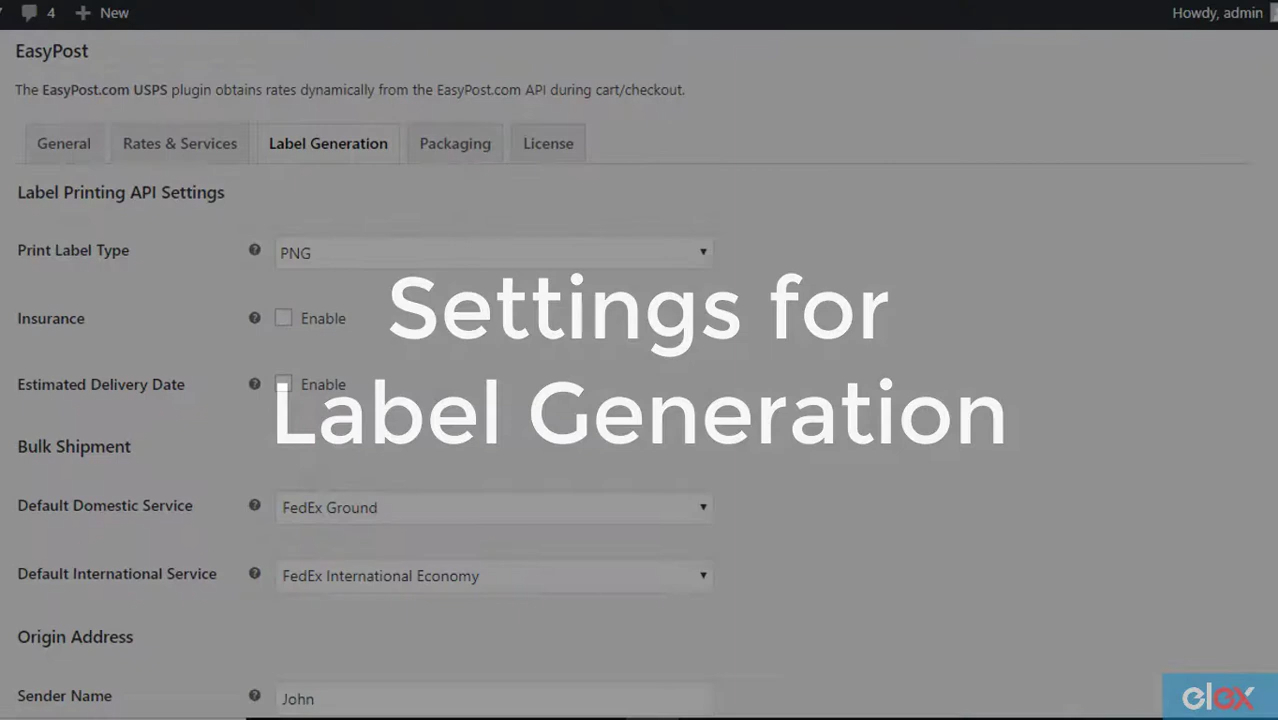 4 New Howdy, admin
EasyPost
The EasyPost.com USPS plugin obtains rates dynamically from the EasyPost.com API during cart/checkout.
General Rates & Services Label Generation Packaging License
Label Printing API Settings
Print Label Type PNG
Settings for
Insurance Enable
Estimated Delivery Date Enable
Label Generation
Bulk Shipment
Default Domestic Service FedEx Ground
Default International Service FedEx International Economy
Origin Address
Sender Name John
elex